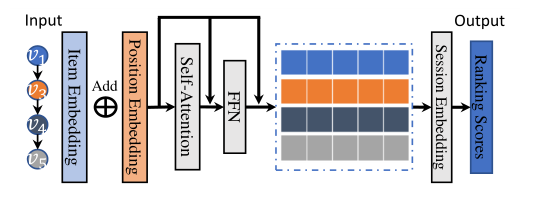 Input
Output
v1
v3
v4
v5
Item Embedding
Add
Position Embedding
Self-Attention
FFN
Session Embedding
Ranking Scores